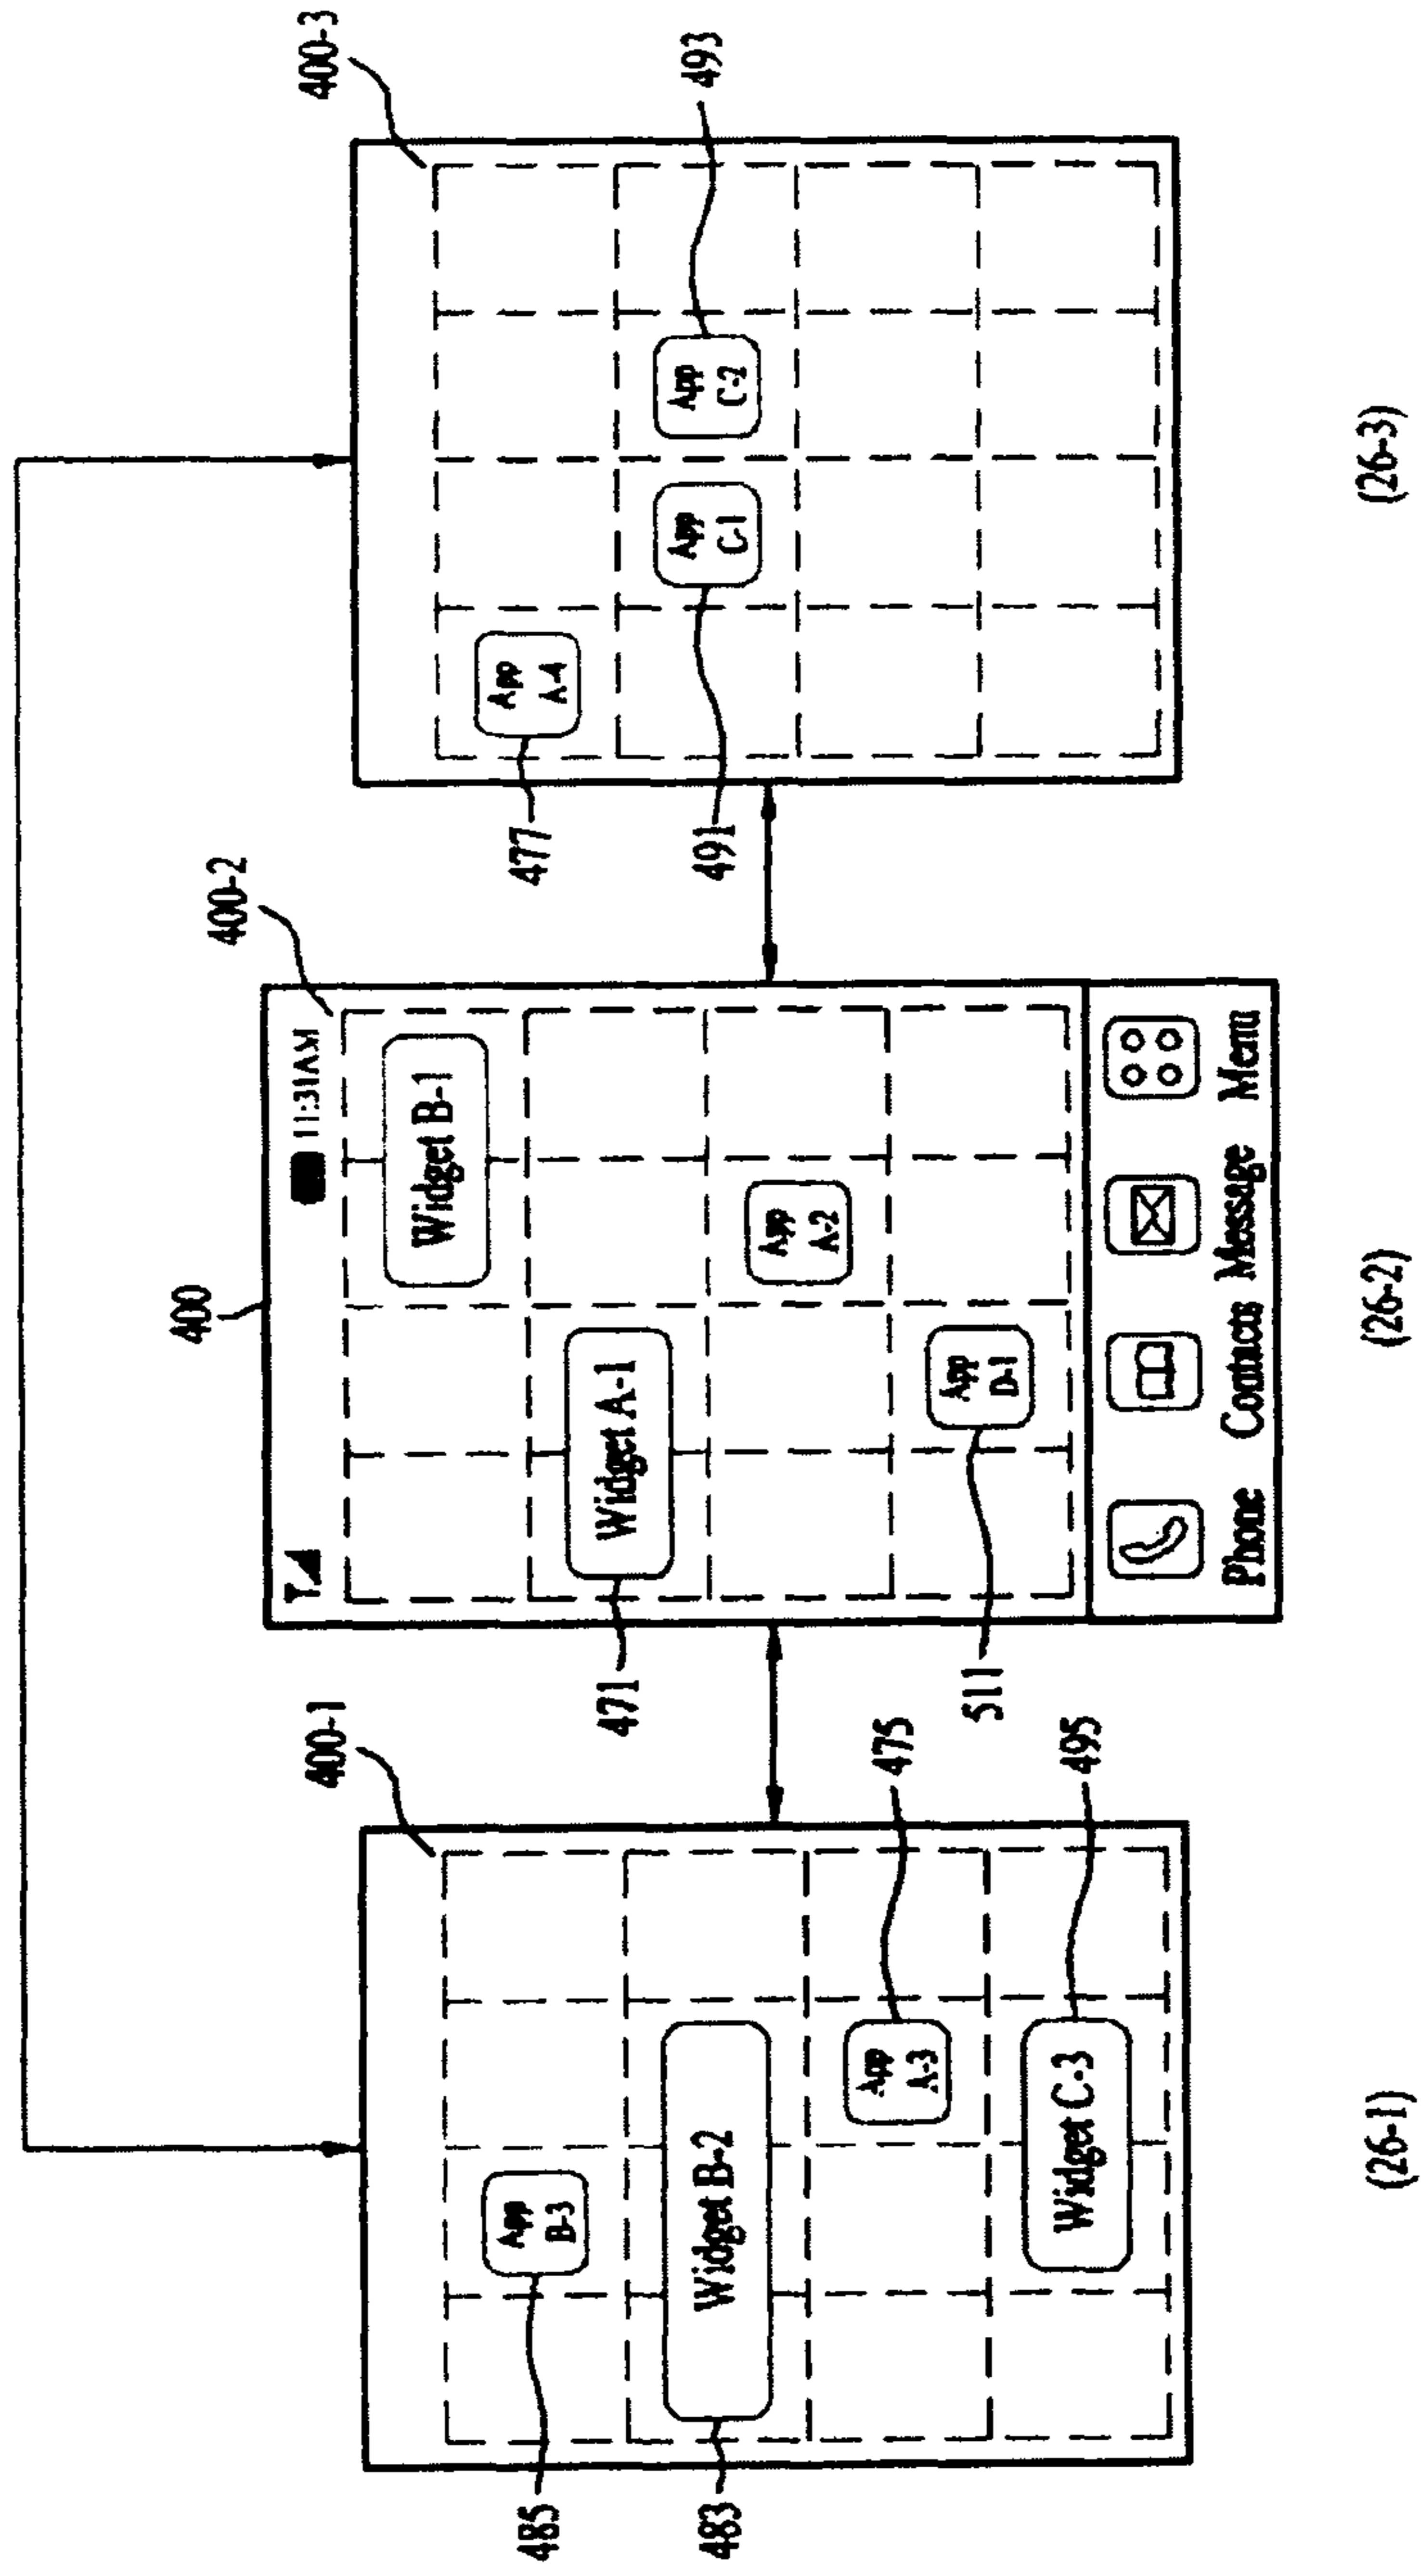 400-1
App
B-3
485
Widget B-2
483
App
A-3
475
Widget C-3
495
(26-1)
400
400-2
11:31AM
Widget B-1
Widget A-1
471
App
A-2
App
D-1
511
Phone Contacts Message Menu
(26-2)
400-3
App
A-4
477
App
C-1
491
App
C-2
493
(26-3)